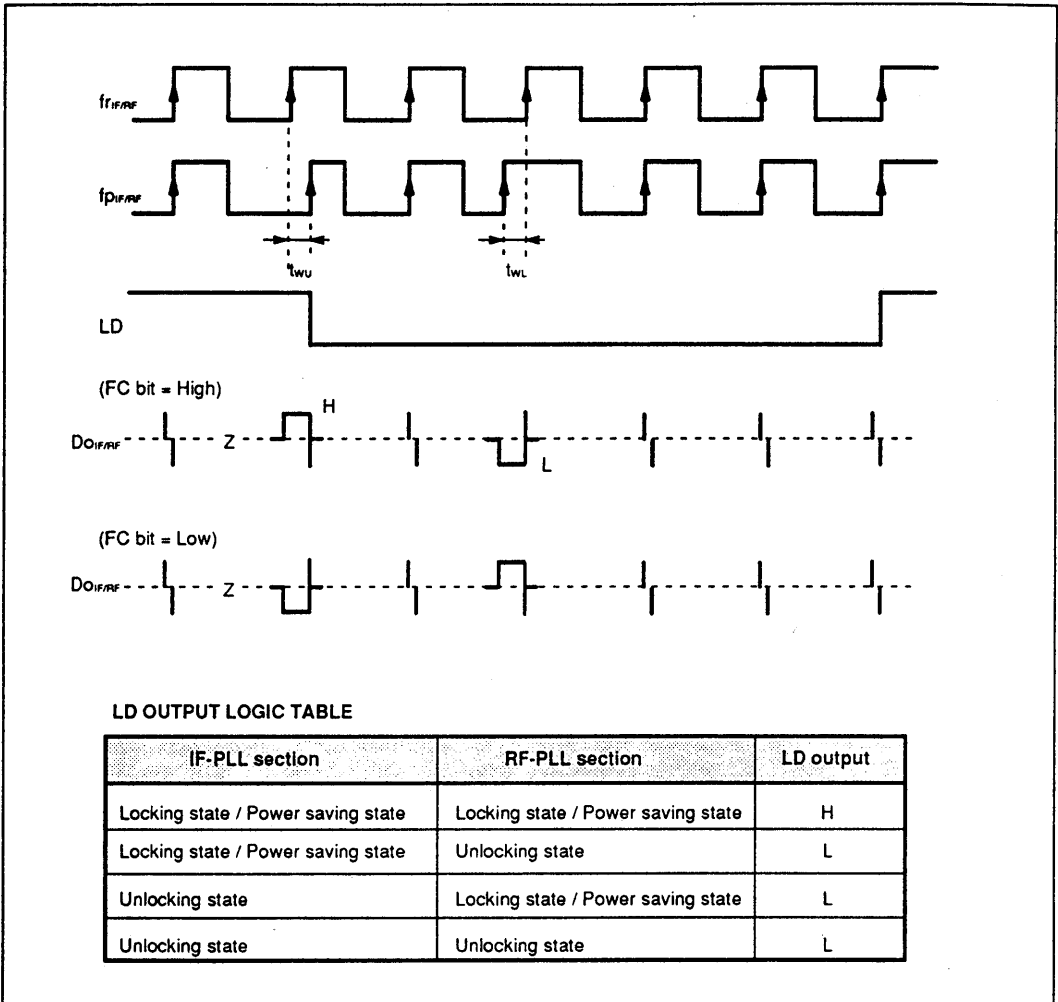 frIF/RF
fpIF/RF
tWU
tWL
LD
(FC bit = High)
H
DoIF/RF
Z
L
(FC bit = Low)
DoIF/RF
Z
LD OUTPUT LOGIC TABLE
IF-PLL section RF-PLL section LD output
Locking state / Power saving state Locking state / Power saving state H
Locking state / Power saving state Unlocking state L
Unlocking state Locking state / Power saving state L
Unlocking state Unlocking state L